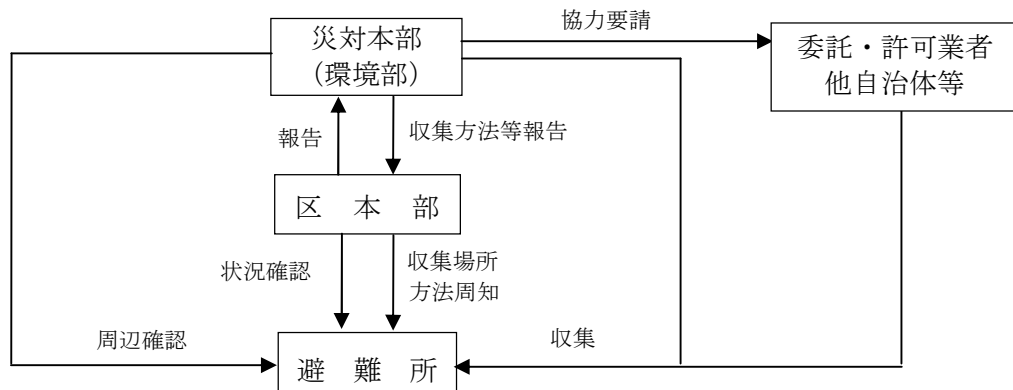 協力要請
災対本部
（環境部）
委託・許可業者
他自治体等
報告
収集方法等報告
区 本 部
状況確認
収集場所
方法周知
周辺確認
収集
避 難 所